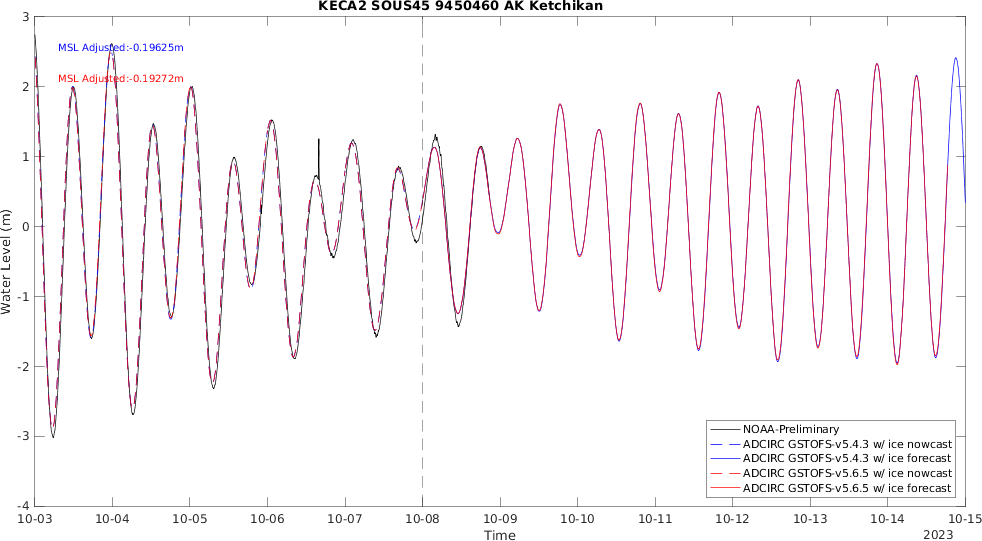 KECA2 SOUS45 9450460 AK Ketchikan
3
2
1
0
-1
-2
-3
-4
Water Level (m)
MSL Adjusted:-0.19625m
MSL Adjusted:-0.19272m
NOAA-Preliminary
ADCIRC GSTOFS-v5.4.3 w/ ice nowcast
ADCIRC GSTOFS-v5.4.3 w/ ice forecast
ADCIRC GSTOFS-v5.6.5 w/ ice nowcast
ADCIRC GSTOFS-v5.6.5 w/ ice forecast
10-03 10-04 10-05 10-06 10-07 10-08 10-09 10-10 10-11 10-12 10-13 10-14 10-15
Time
2023